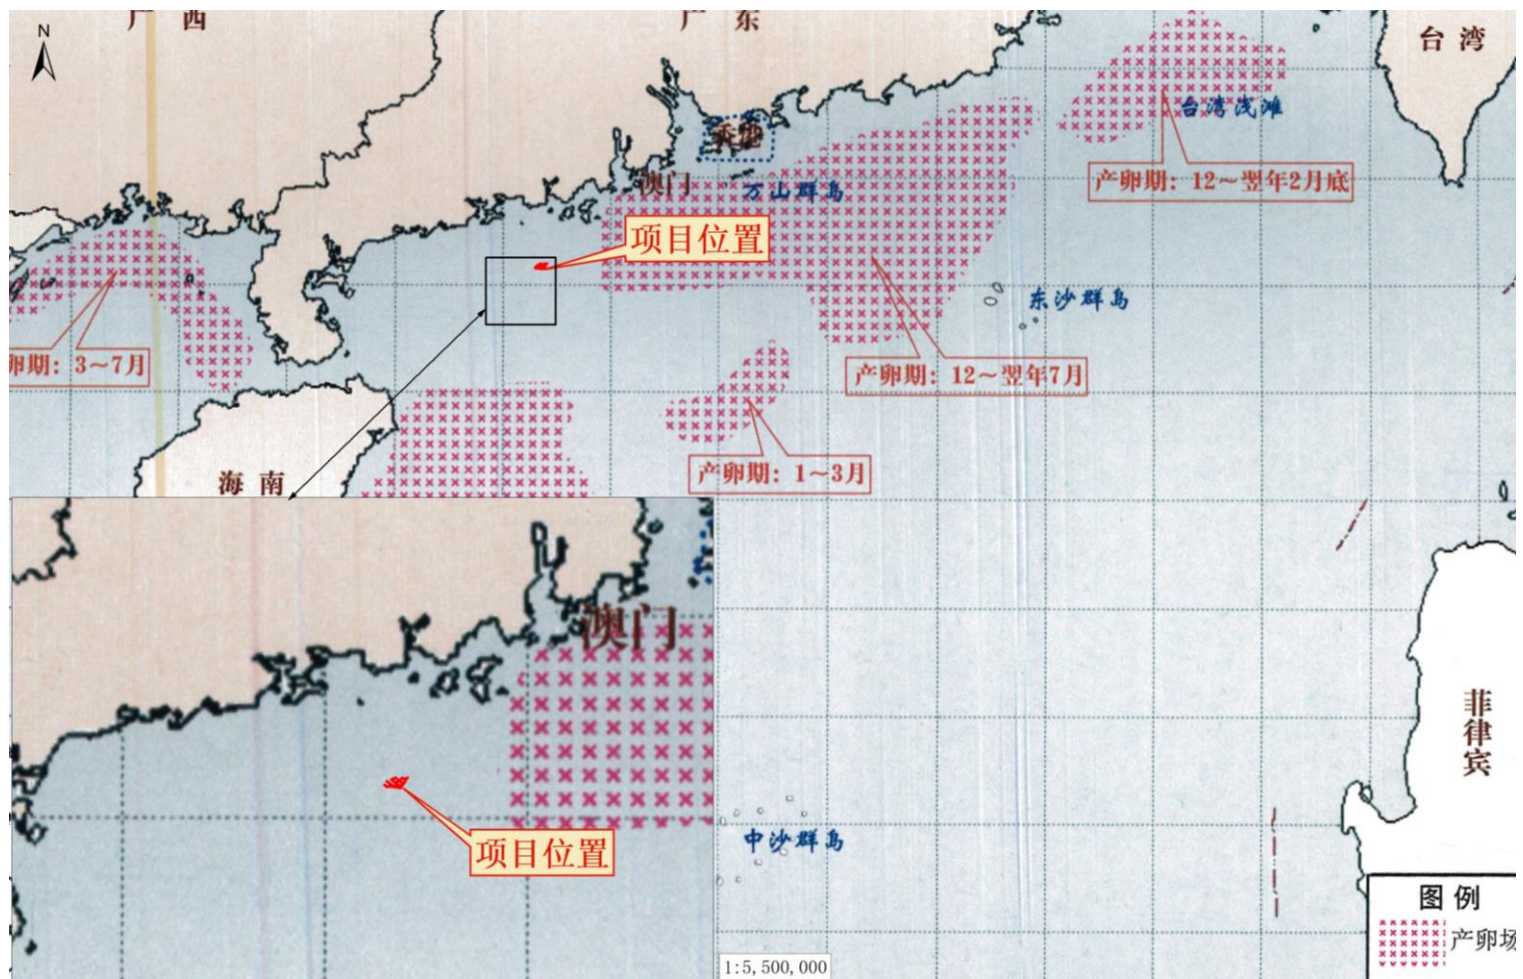 N
广 西
广 东
台 湾
香港
台湾浅滩
澳门
万山群岛
产卵期：12～翌年2月底
项目位置
东沙群岛
卵期：3～7月
产卵期：12～翌年7月
产卵期：1～3月
海 南
澳门
项目位置
菲律宾
中沙群岛
图 例
产卵场
1:5,500,000